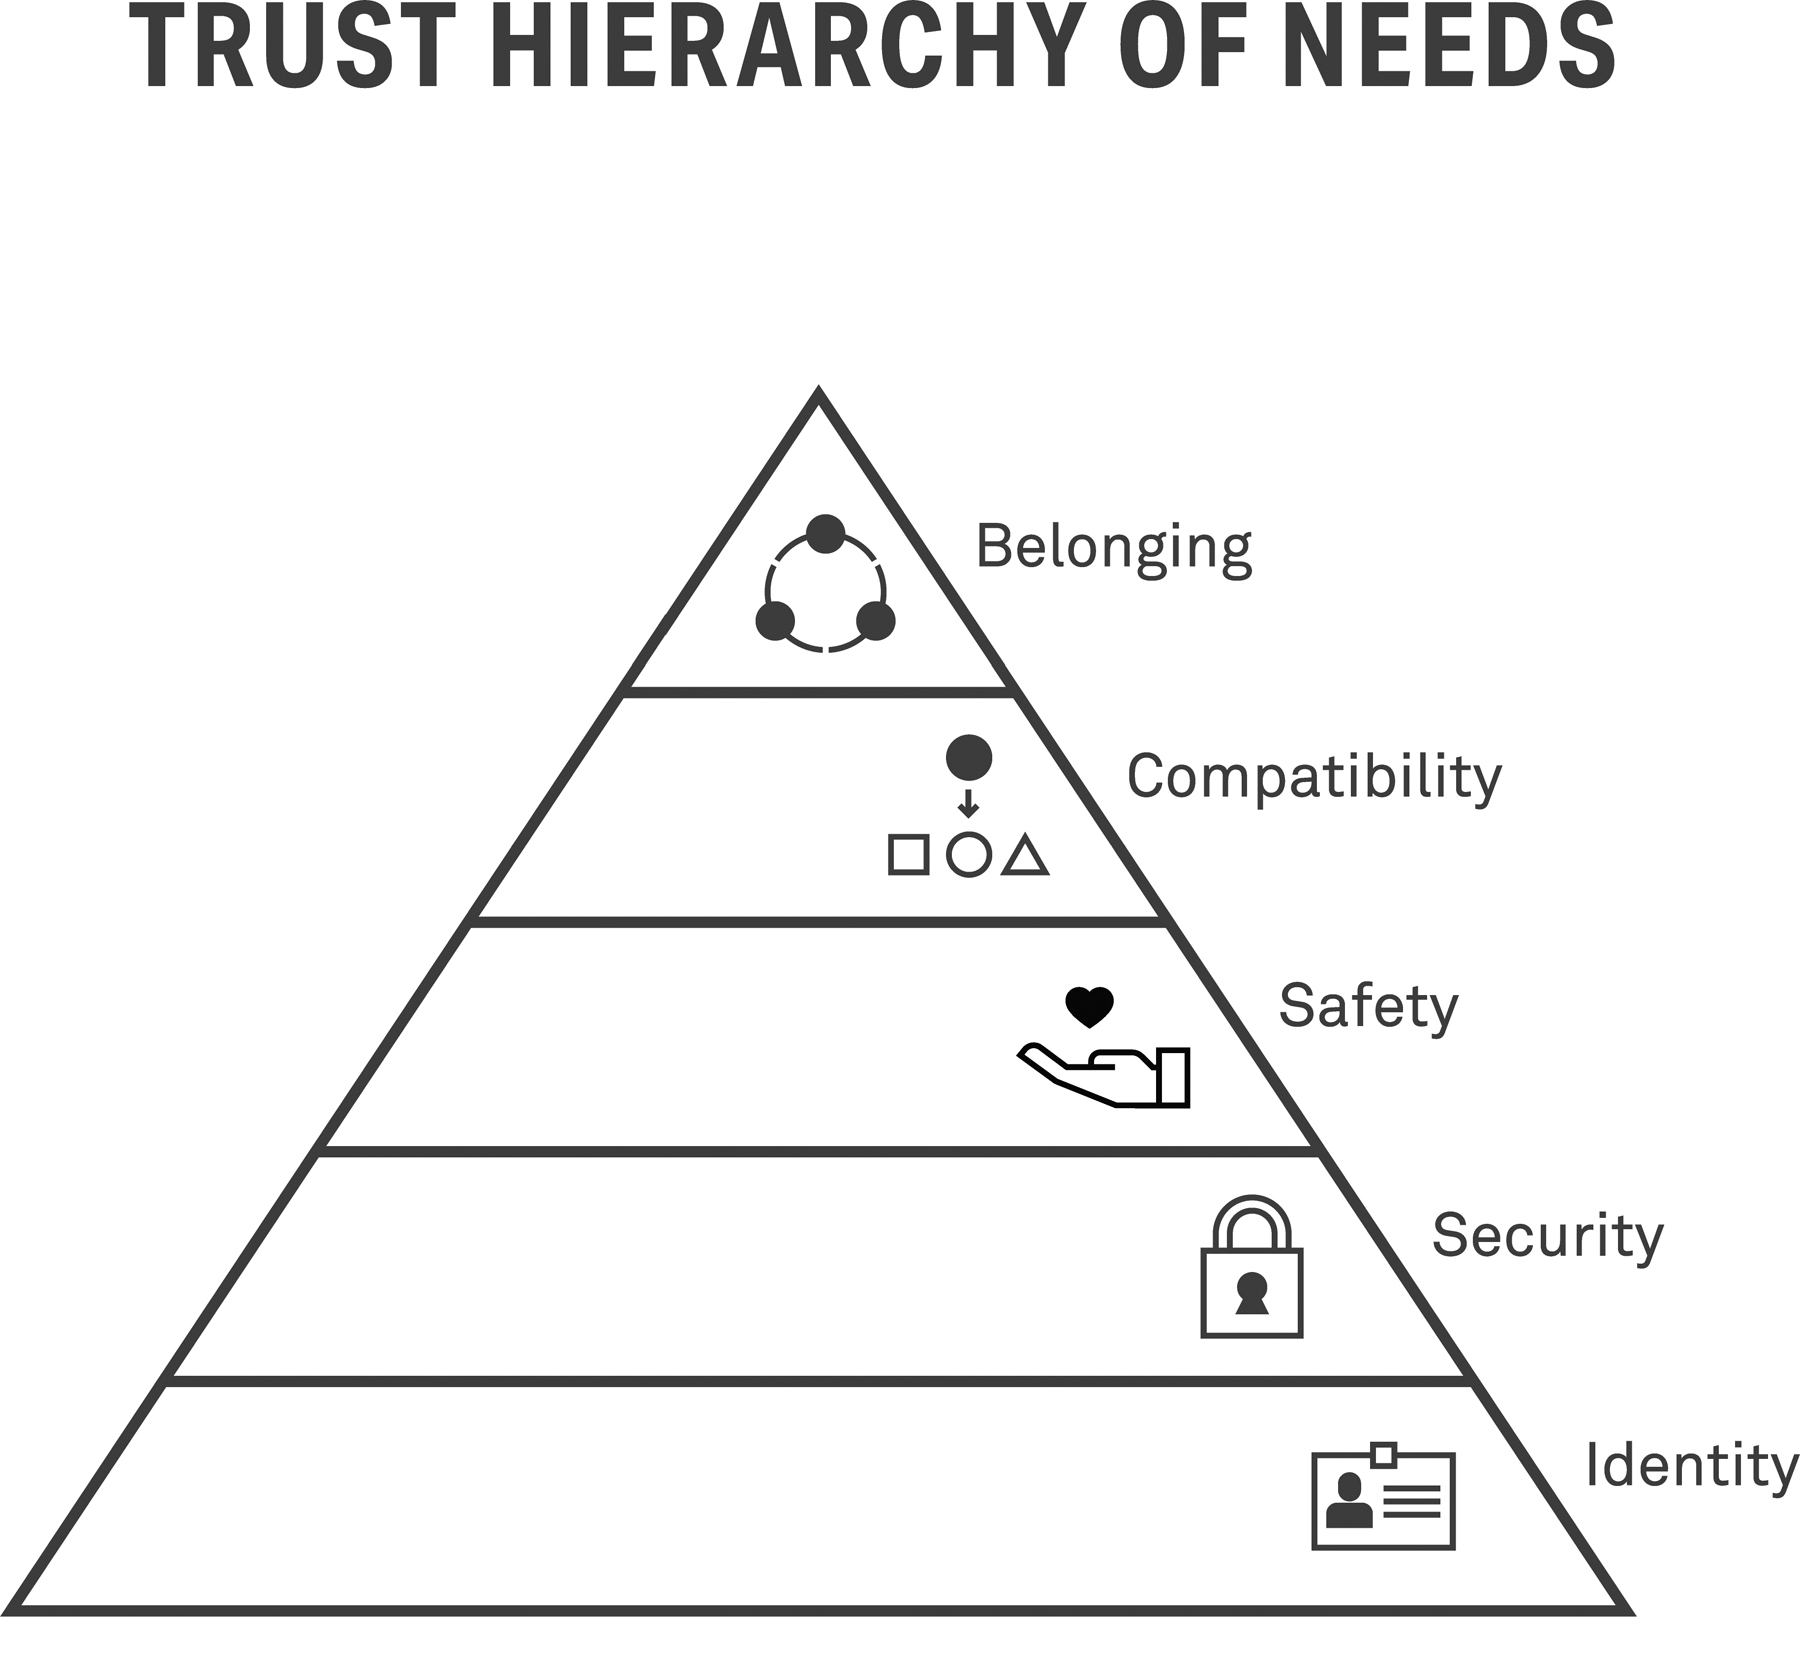 TRUST HIERARCHY OF NEEDS
Belonging
Compatibility
Safety
Security
Identity